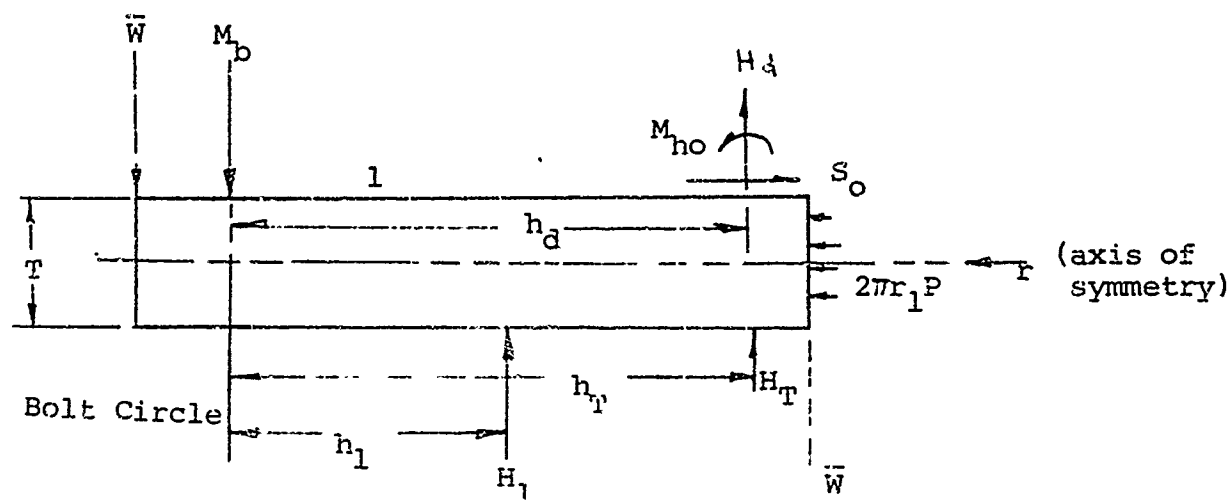 W̄
M_b
H_d
M_ho
S_o
1
h_d
T
r
(axis of
symmetry)
2πr_1P
h_T
H_T
Bolt Circle
h_1
H_1
W̄